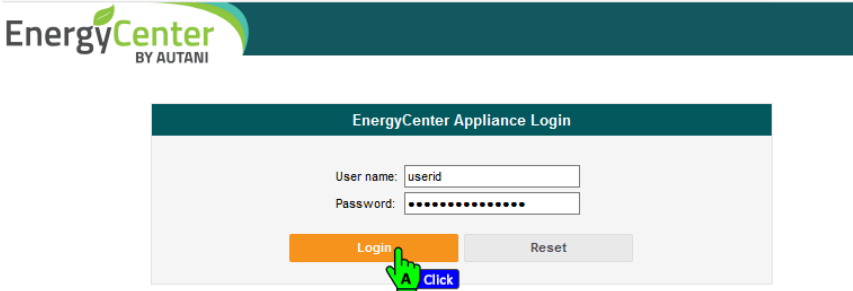 EnergyCenter
BY AUTANI
EnergyCenter Appliance Login
User name: userid
Password: •••••••••••••••
Login Reset
A Click